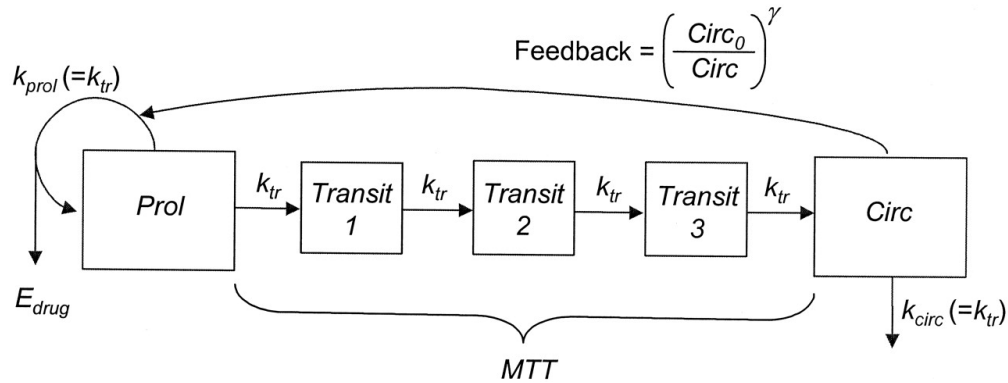 Feedback = (Circ0/Circ)^γ
kprol (=ktr)
Prol
ktr
Transit 1
ktr
Transit 2
ktr
Transit 3
ktr
Circ
Edrug
kcirc (=ktr)
MTT